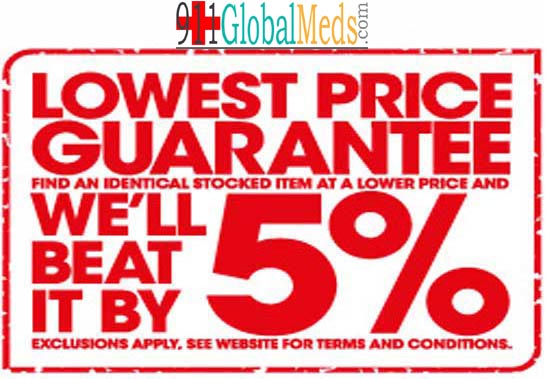 911GlobalMeds.com
LOWEST PRICE
GUARANTEE
FIND AN IDENTICAL STOCKED ITEM AT A LOWER PRICE AND
WE'LL
BEAT
IT BY
5%
EXCLUSIONS APPLY. SEE WEBSITE FOR TERMS AND CONDITIONS.